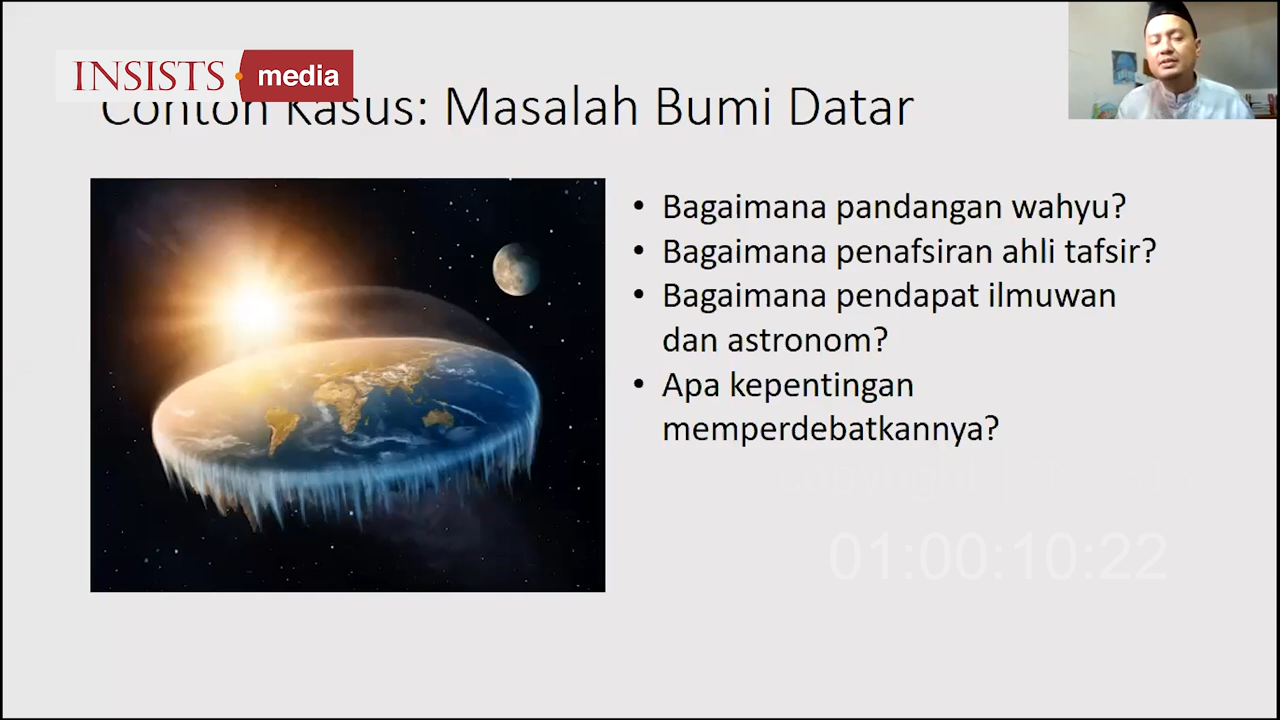 INSISTS media
Contoh Kasus: Masalah Bumi Datar
• Bagaimana pandangan wahyu?
• Bagaimana penafsiran ahli tafsir?
• Bagaimana pendapat ilmuwan
dan astronom?
• Apa kepentingan
memperdebatkannya?
01:00:10:22